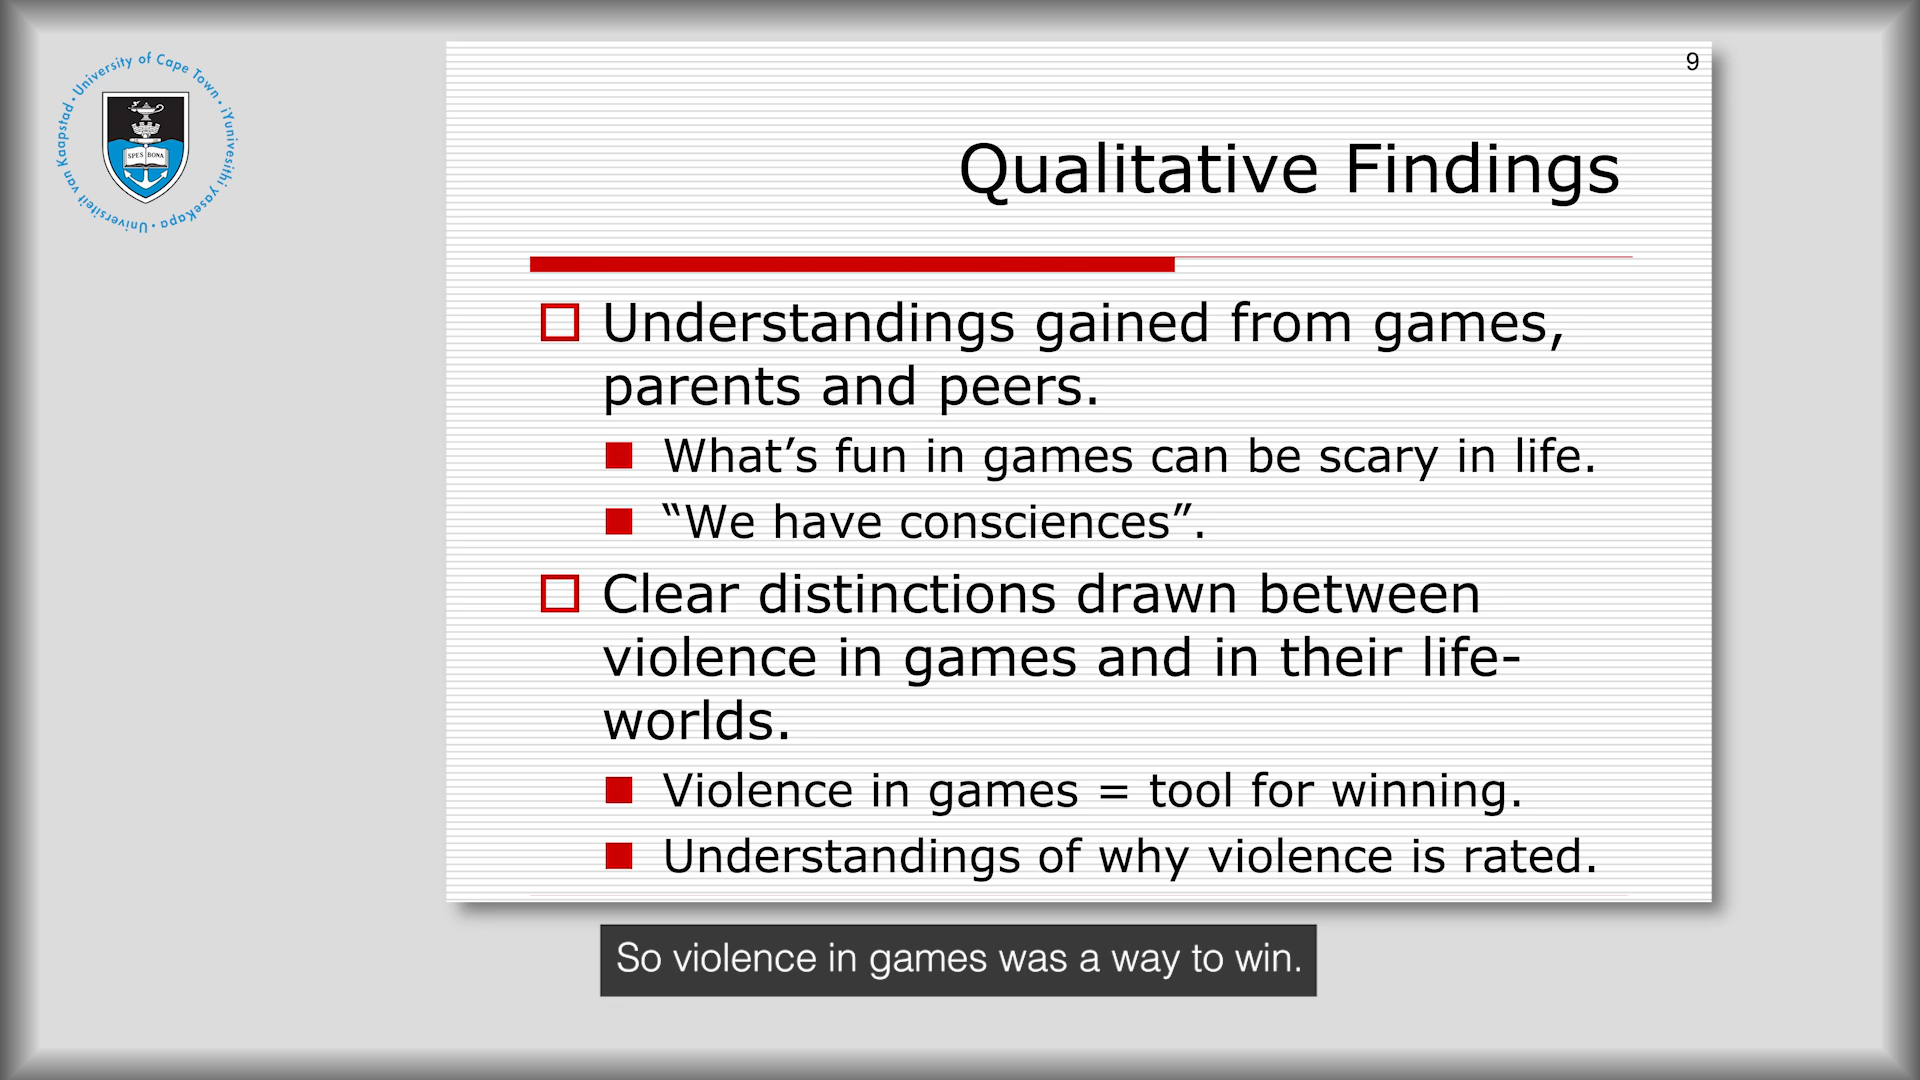 University of Cape Town • iYunivesithi yaseKapa • Universiteit van Kaapstad •
SPES BONA
9
Qualitative Findings
Understandings gained from games,
parents and peers.
What’s fun in games can be scary in life.
“We have consciences”.
Clear distinctions drawn between
violence in games and in their life-
worlds.
Violence in games = tool for winning.
Understandings of why violence is rated.
So violence in games was a way to win.